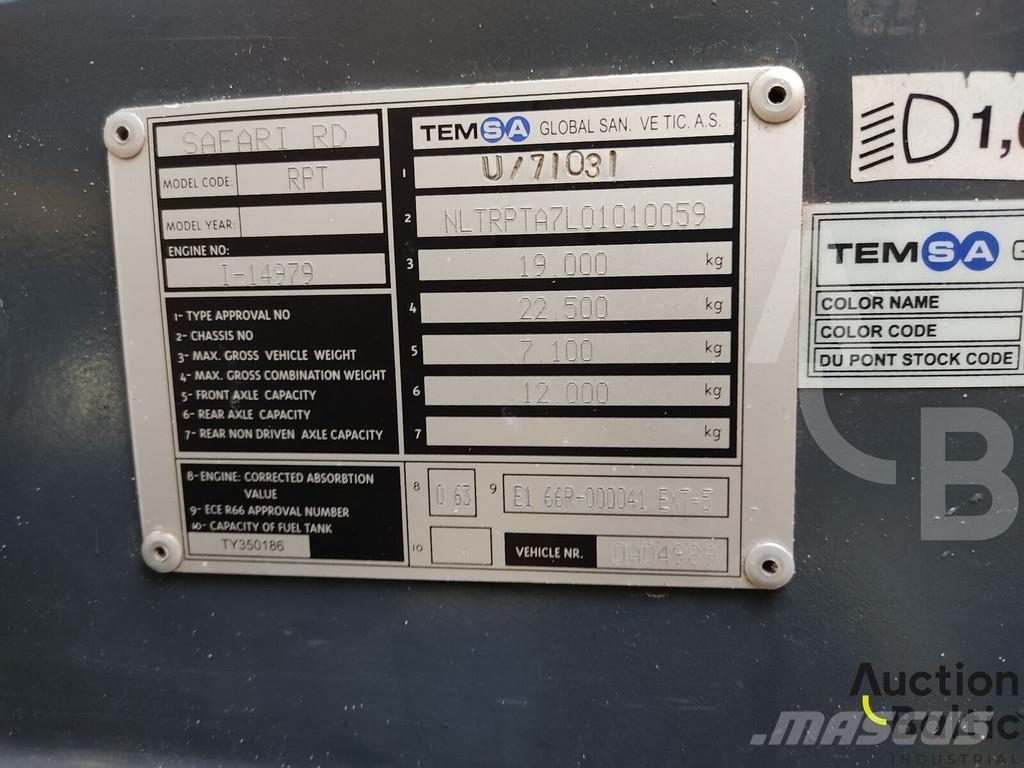 SAFARI RD
MODEL CODE: RPT
MODEL YEAR:
ENGINE NO:
I-14979
1- TYPE APPROVAL NO
2- CHASSIS NO
3- MAX. GROSS VEHICLE WEIGHT
4- MAX. GROSS COMBINATION WEIGHT
5- FRONT AXLE CAPACITY
6- REAR AXLE CAPACITY
7- REAR NON DRIVEN AXLE CAPACITY
8- ENGINE: CORRECTED ABSORBTION
VALUE
9- ECE R66 APPROVAL NUMBER
10- CAPACITY OF FUEL TANK
TY350186
TEMSA GLOBAL SAN. VE TIC. A.S.
1 U/71031
2 NLTRPTA7L01010059
3 19.000 kg
4 22.500 kg
5 7.100 kg
6 12.000 kg
7 kg
8 0 63 9 E1 66R-000041 EXT-5
10 VEHICLE NR. 0A04989
1,
TEMSA G
COLOR NAME
COLOR CODE
DU PONT STOCK CODE
B
Auction
Baltic
INDUSTRIAL
MASCUS